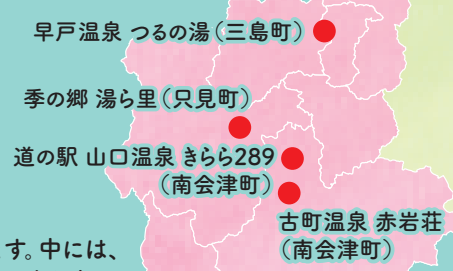 早戸温泉 つるの湯（三島町）
季の郷 湯ら里（只見町）
道の駅 山口温泉 きらら289
（南会津町）
古町温泉 赤岩荘
（南会津町）
す。中には、